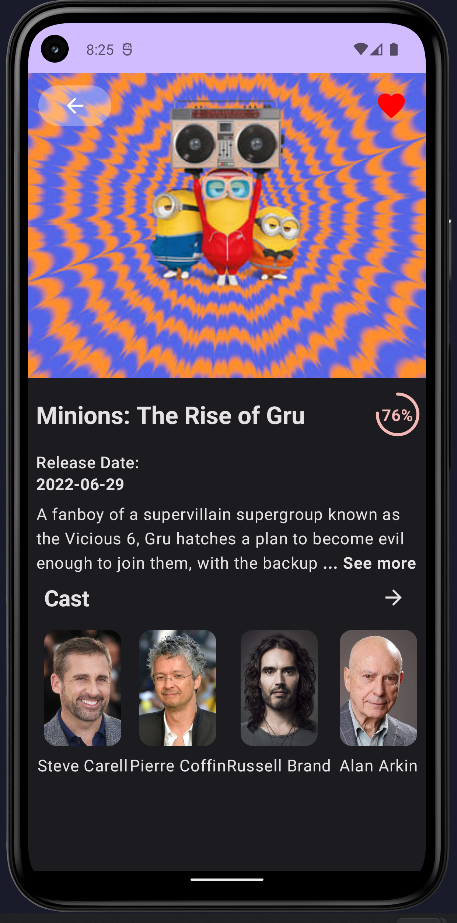 8:25
Minions: The Rise of Gru
76%
Release Date:
2022-06-29
A fanboy of a supervillain supergroup known as
the Vicious 6, Gru hatches a plan to become evil
enough to join them, with the backup ... See more
Cast
Steve Carell Pierre Coffin Russell Brand Alan Arkin